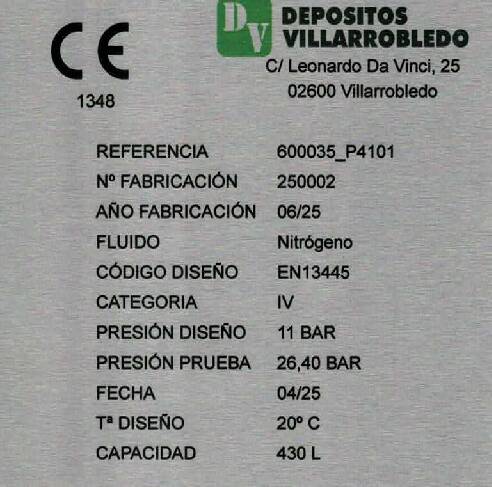 CE
1348
DV
DEPOSITOS
VILLARROBLEDO
C/ Leonardo Da Vinci, 25
02600 Villarrobledo
REFERENCIA 600035_P4101
Nº FABRICACIÓN 250002
AÑO FABRICACIÓN 06/25
FLUIDO Nitrógeno
CÓDIGO DISEÑO EN13445
CATEGORIA IV
PRESIÓN DISEÑO 11 BAR
PRESIÓN PRUEBA 26,40 BAR
FECHA 04/25
Tª DISEÑO 20º C
CAPACIDAD 430 L